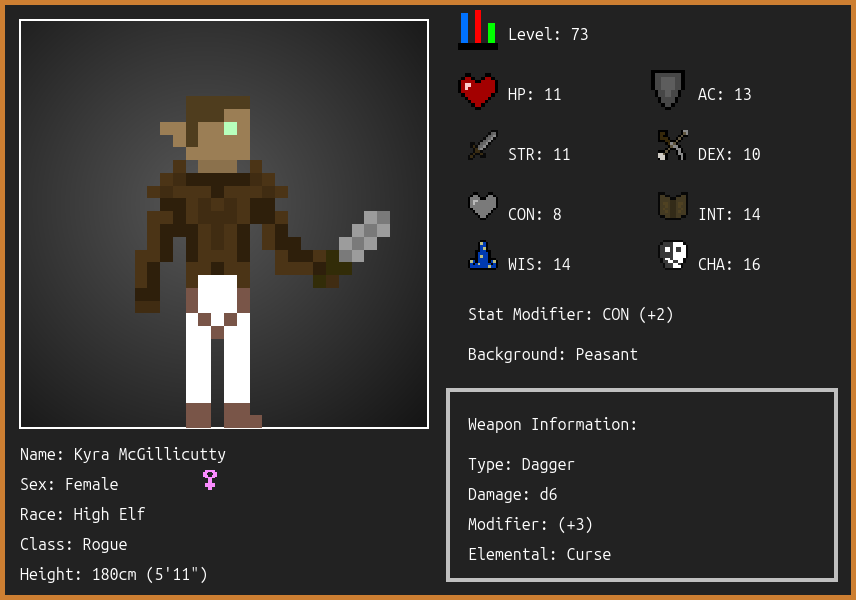 Level: 73
HP: 11
AC: 13
STR: 11
DEX: 10
CON: 8
INT: 14
WIS: 14
CHA: 16
Stat Modifier: CON (+2)
Background: Peasant
Weapon Information:
Type: Dagger
Damage: d6
Modifier: (+3)
Elemental: Curse
Name: Kyra McGillicutty
Sex: Female
Race: High Elf
Class: Rogue
Height: 180cm (5'11")